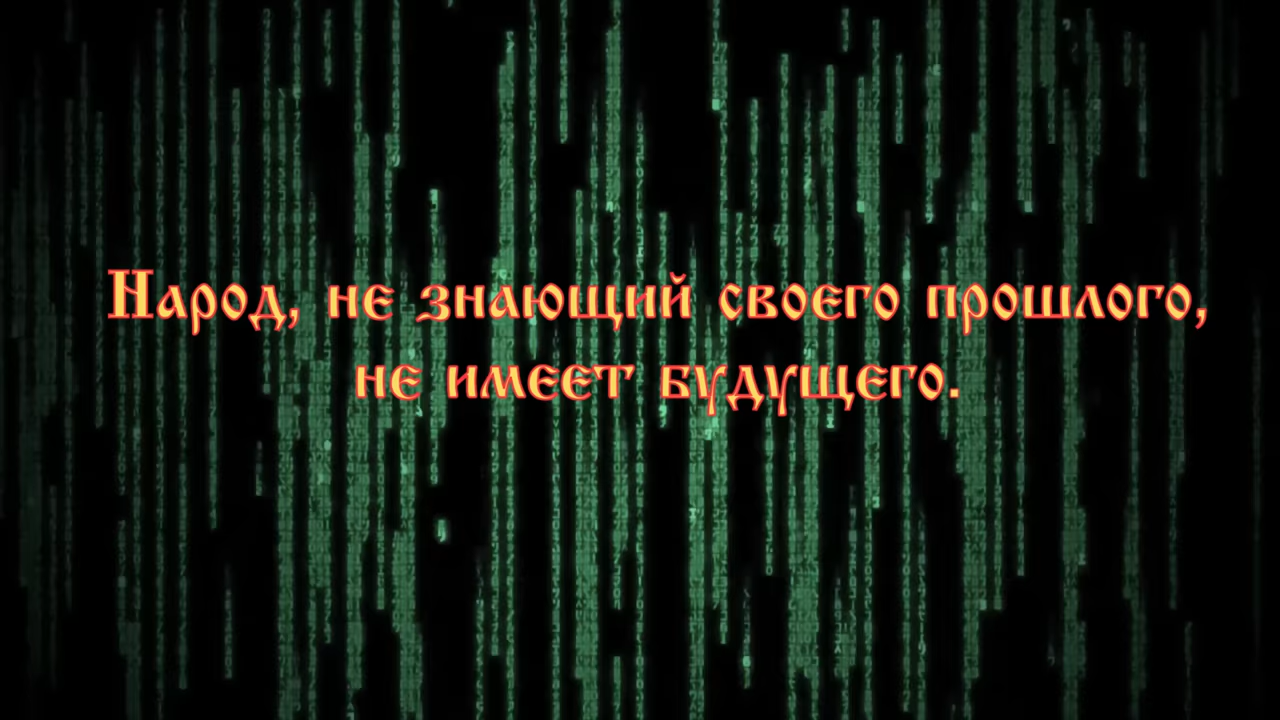 Народ, не знающий своего прошлого,
не имеет будущего.